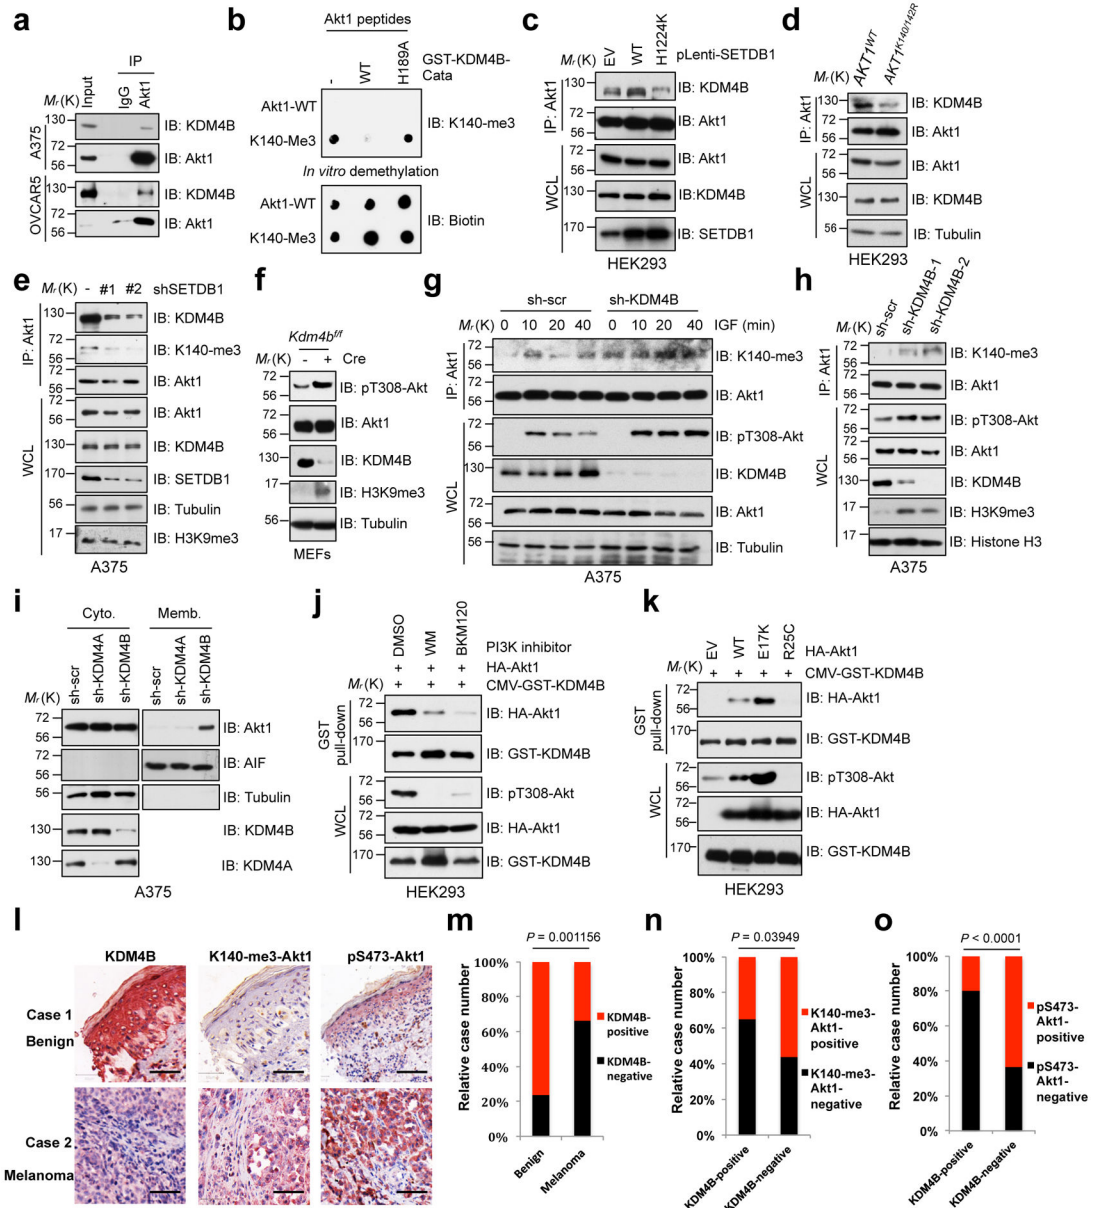 a
IP
Input
IgG
Akt1
Mr (K)
A375
130
IB: KDM4B
72
56
IB: Akt1
OVCAR5
130
IB: KDM4B
72
56
IB: Akt1
b
Akt1 peptides
-
WT
H189A
GST-KDM4B-
Cata
Akt1-WT
K140-Me3
IB: K140-me3
In vitro demethylation
Akt1-WT
K140-Me3
IB: Biotin
c
EV
WT
H1224K
pLenti-SETDB1
Mr (K)
IP: Akt1
130
IB: KDM4B
72
56
IB: Akt1
WCL
72
56
IB: Akt1
130
IB:KDM4B
170
IB: SETDB1
HEK293
d
AKT1WT
AKT1K140/142R
Mr (K)
IP: Akt1
130
IB: KDM4B
72
56
IB: Akt1
WCL
72
56
IB: Akt1
130
IB: KDM4B
56
IB: Tubulin
HEK293
e
Mr (K)
-
#1
#2
shSETDB1
IP: Akt1
130
IB: KDM4B
72
56
IB: K140-me3
72
56
IB: Akt1
WCL
72
56
IB: Akt1
130
IB: KDM4B
170
IB: SETDB1
56
IB: Tubulin
17
IB: H3K9me3
A375
f
Kdm4bf/f
Mr (K)
-
+
Cre
72
56
IB: pT308-Akt
72
56
IB: Akt1
130
IB: KDM4B
17
IB: H3K9me3
56
IB: Tubulin
MEFs
g
sh-scr
sh-KDM4B
Mr (K)
0 10 20 40 0 10 20 40
IGF (min)
IP: Akt1
72
56
IB: K140-me3
72
56
IB: Akt1
WCL
72
56
IB: pT308-Akt
130
IB: KDM4B
72
56
IB: Akt1
56
IB: Tubulin
A375
h
sh-scr
sh-KDM4B-1
sh-KDM4B-2
Mr (K)
IP: Akt1
72
56
IB: K140-me3
72
56
IB: Akt1
WCL
72
56
IB: pT308-Akt
72
56
IB: Akt1
130
IB: KDM4B
17
IB: H3K9me3
17
IB: Histone H3
A375
i
Cyto.
Memb.
sh-scr
sh-KDM4A
sh-KDM4B
sh-scr
sh-KDM4A
sh-KDM4B
Mr (K)
72
56
IB: Akt1
72
56
IB: AIF
56
IB: Tubulin
130
IB: KDM4B
130
IB: KDM4A
A375
j
DMSO
WM
BKM120
PI3K inhibitor
+ + +
HA-Akt1
Mr (K)
+ + +
CMV-GST-KDM4B
GST
pull-down
72
56
IB: HA-Akt1
170
IB: GST-KDM4B
WCL
72
56
IB: pT308-Akt
72
56
IB: HA-Akt1
170
IB: GST-KDM4B
HEK293
k
EV
WT
E17K
R25C
HA-Akt1
Mr (K)
+ + + +
CMV-GST-KDM4B
GST
pull-down
72
56
IB: HA-Akt1
170
IB: GST-KDM4B
WCL
72
56
IB: pT308-Akt
72
56
IB: HA-Akt1
170
IB: GST-KDM4B
HEK293
l
KDM4B
K140-me3-Akt1
pS473-Akt1
Case 1
Benign
Case 2
Melanoma
m
P = 0.001156
Relative case number
100%
80%
60%
40%
20%
0%
Benign
Melanoma
KDM4B-
positive
KDM4B-
negative
n
P = 0.03949
Relative case number
100%
80%
60%
40%
20%
0%
KDM4B-positive
KDM4B-negative
K140-me3-
Akt1-
positive
K140-me3-
Akt1-
negative
o
P < 0.0001
Relative case number
100%
80%
60%
40%
20%
0%
KDM4B-positive
KDM4B-negative
pS473-
Akt1-
positive
pS473-
Akt1-
negative